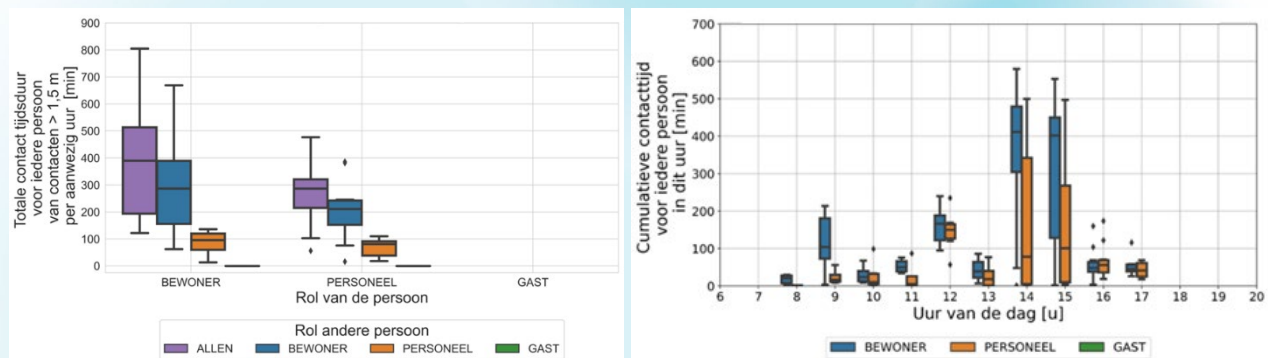 Totale contact tijdsduur
voor iedere persoon
van contacten > 1,5 m
per aanwezig uur [min]
900
800
700
600
500
400
300
200
100
0
BEWONER PERSONEEL GAST
Rol van de persoon
Rol andere persoon
ALLEN BEWONER PERSONEEL GAST
Cumulatieve contacttijd
voor iedere persoon
in dit uur [min]
700
600
500
400
300
200
100
0
6 7 8 9 10 11 12 13 14 15 16 17 18 19 20
Uur van de dag [u]
BEWONER PERSONEEL GAST